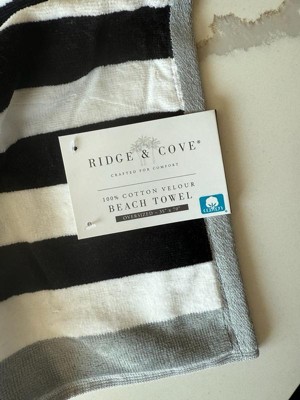 RIDGE & COVE®
CRAFTED FOR COMFORT
100% COTTON VELOUR
BEACH TOWEL